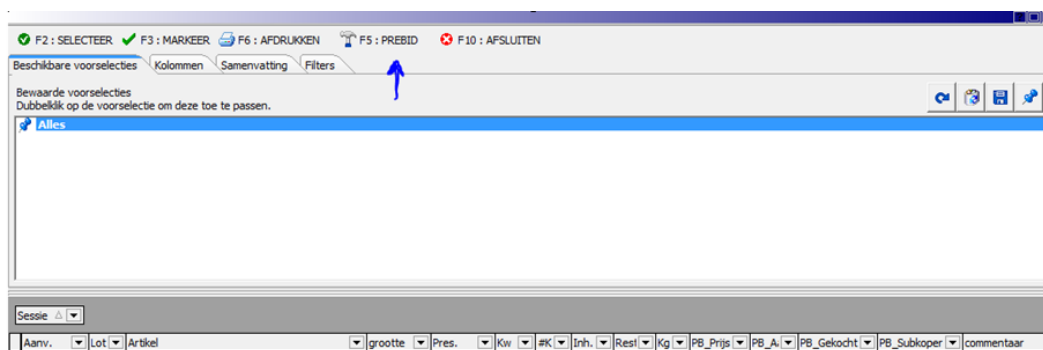 F2 : SELECTEER F3 : MARKEER F6 : AFDRUKKEN F5 : PREBID F10 : AFSLUITEN
Beschikbare voorselecties Kolommen Samenvatting Filters
Bewaarde voorselecties
Dubbelklik op de voorselectie om deze toe te passen.
Alles
Sessie
Aanv. Lot Artikel grootte Pres. Kw #K Inh. Rest Kg PB_Prijs PB_A. PB_Gekocht PB_Subkoper commentaar